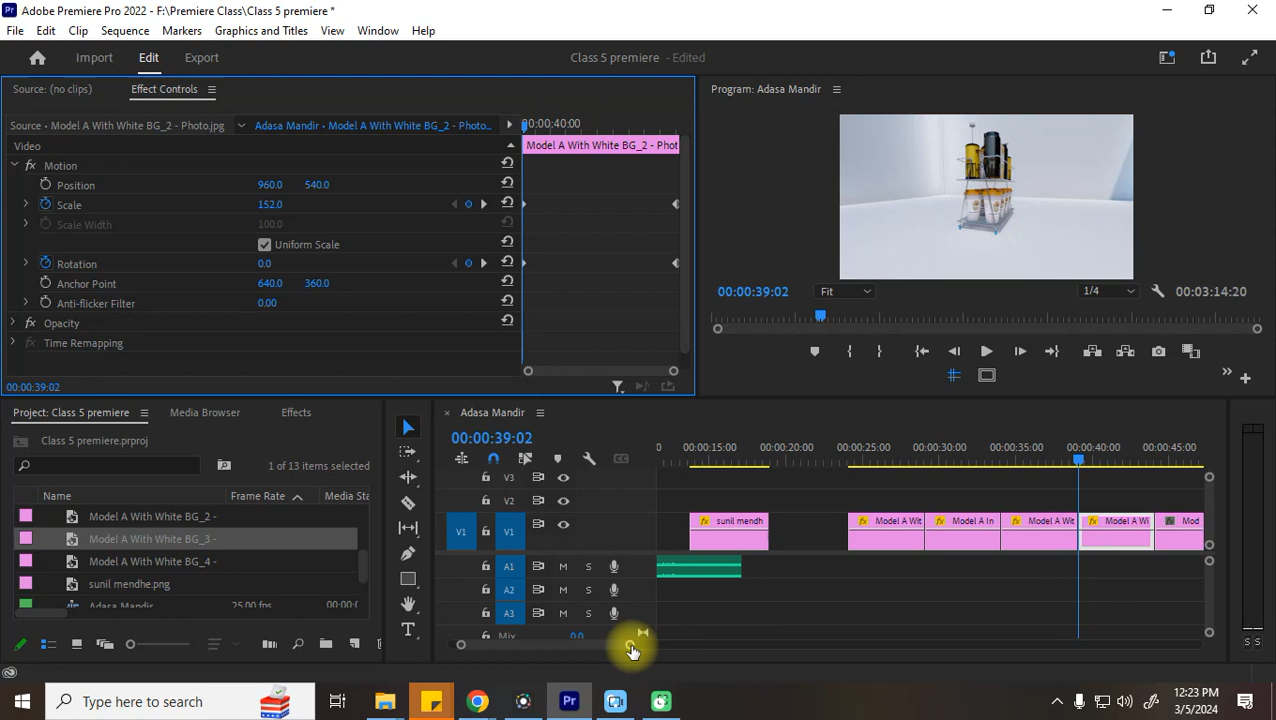 Adobe Premiere Pro 2022 - F:\Premiere Class\Class 5 premiere *
File Edit Clip Sequence Markers Graphics and Titles View Window Help
Import Edit Export
Class 5 premiere - Edited
Source: (no clips) Effect Controls
Program: Adasa Mandir
Source • Model A With White BG_2 - Photo.jpg Adasa Mandir • Model A With White BG_2 - Photo...
00:00:40:00
Video
Model A With White BG_2 - Phot
fx Motion
Position 960.0 540.0
Scale 152.0
Scale Width 100.0
Uniform Scale
Rotation 0.0
Anchor Point 640.0 360.0
Anti-flicker Filter 0.00
fx Opacity
fx Time Remapping
00:00:39:02
00:00:39:02 Fit 1/4 00:03:14:20
Project: Class 5 premiere Media Browser Effects
Class 5 premiere.prproj
1 of 13 items selected
Name Frame Rate Media Sta
Model A With White BG_2 -
Model A With White BG_3 -
Model A With White BG_4 -
sunil mendhe.png
Adasa Mandir 25.00 fps 00:00:(
Adasa Mandir
00:00:39:02
0 00:00:15:00 00:00:20:00 00:00:25:00 00:00:30:00 00:00:35:00 00:00:40:00 00:00:45:00
V3
V2
V1 V1
fx sunil mendh fx Model A Wit fx Model A In fx Model A Wit fx Model A Wi fx Mod
A1 M S
A2 M S
A3 M S
Mix 0.0
S S
Type here to search
12:23 PM
3/5/2024